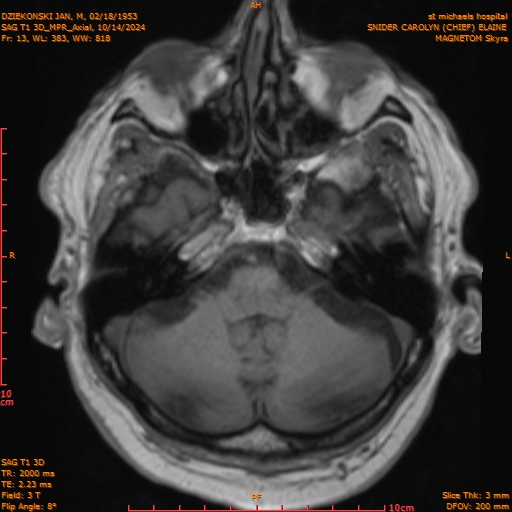 DZIEKONSKI JAN, M, 02/18/1953
SAG T1 3D_MPR_Axial, 10/14/2024
Fr: 13, WL: 383, WW: 818
AH
st michaels hospital
SNIDER CAROLYN (CHIEF) ELAINE
MAGNETOM Skyra
R
L
10
cm
SAG T1 3D
TR: 2000 ms
TE: 2.23 ms
Field: 3 T
Flip Angle: 8°
PF
10cm
Slice Thk: 3 mm
DFOV: 200 mm